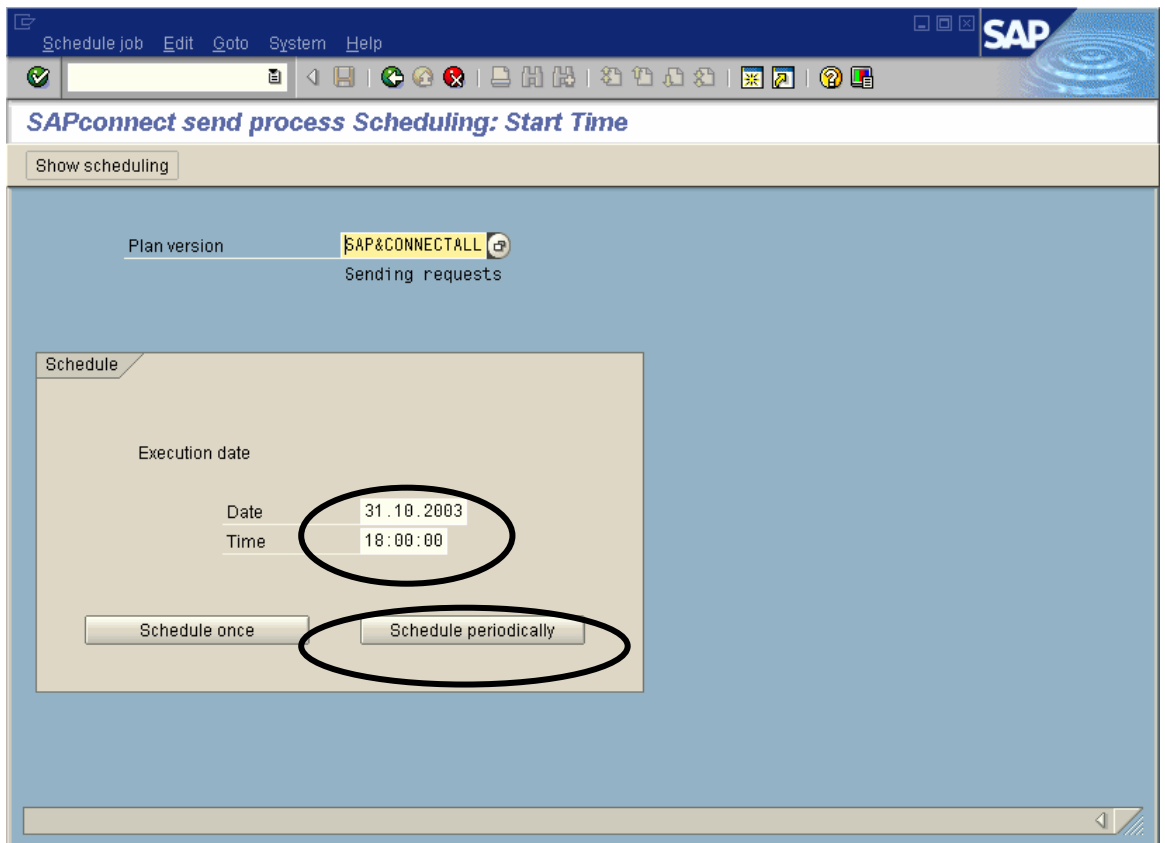 Schedule job Edit Goto System Help
SAP
SAPconnect send process Scheduling: Start Time
Show scheduling
Plan version SAP&CONNECTALL
Sending requests
Schedule
Execution date
Date 31.10.2003
Time 18:00:00
Schedule once Schedule periodically